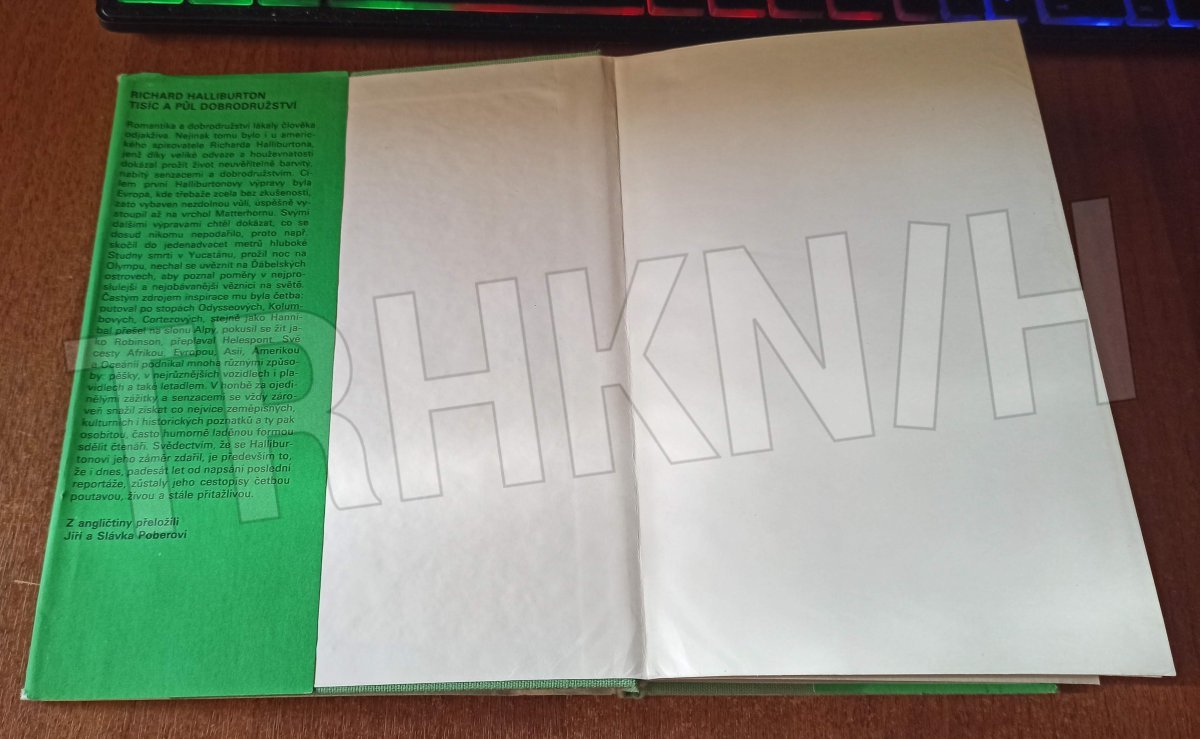 RICHARD HALLIBURTON
TISÍC A PŮL DOBRODRUŽSTVÍ
Romantika a dobrodružství lákaly člověka
odjakživa. Nejinak tomu bylo i u americ-
kého spisovatele Richarda Halliburtona,
jenž díky veliké odvaze a houževnatosti
dokázal prožít život neuvěřitelně barvitý,
nabitý senzacemi a dobrodružstvím. Cí-
lem první Halliburtonovy výpravy byla
Evropa, kde třebaže zcela bez zkušeností,
zato vybaven nezdolnou vůlí, úspěšně vy-
stoupil až na vrchol Matterhornu. Svými
dalšími výpravami chtěl dokázat, co se
dosud nikomu nepodařilo, proto např.
skočil do jedenadvacet metrů hluboké
Studny smrti v Yucatánu, prožil noc na
Olympu, nechal se uvěznit na Ďábelských
ostrovech, aby poznal poměry v nejpro-
slulejší a nejobávanější věznici na světě.
Častým zdrojem inspirace mu byla četba:
putoval po stopách Odysseových, Kolum-
bových, Cortezových, stejně jako Hanni-
bal přešel na slonu Alpy, pokusil se žít ja-
ko Robinson, přeplaval Helespont. Své
cesty Afrikou, Evropou, Asií, Amerikou
a Oceánií podnikal mnoha různými způso-
by: pěšky, v nejrůznějších vozidlech i pla-
vidlech a také letadlem. V honbě za ojedi-
nělými zážitky a senzacemi se vždy záro-
veň snažil získat co nejvíce zeměpisných,
kulturních i historických poznatků a ty pak
osobitou, často humorně laděnou formou
sdělit čtenáři. Svědectvím, že se Hallibur-
tonovi jeho záměr zdařil, je především to,
že i dnes, padesát let od napsání poslední
reportáže, zůstaly jeho cestopisy četbou
poutavou, živou a stále přitažlivou.
Z angličtiny přeložili
Jiří a Slávka Poberovi
TRHKNIH